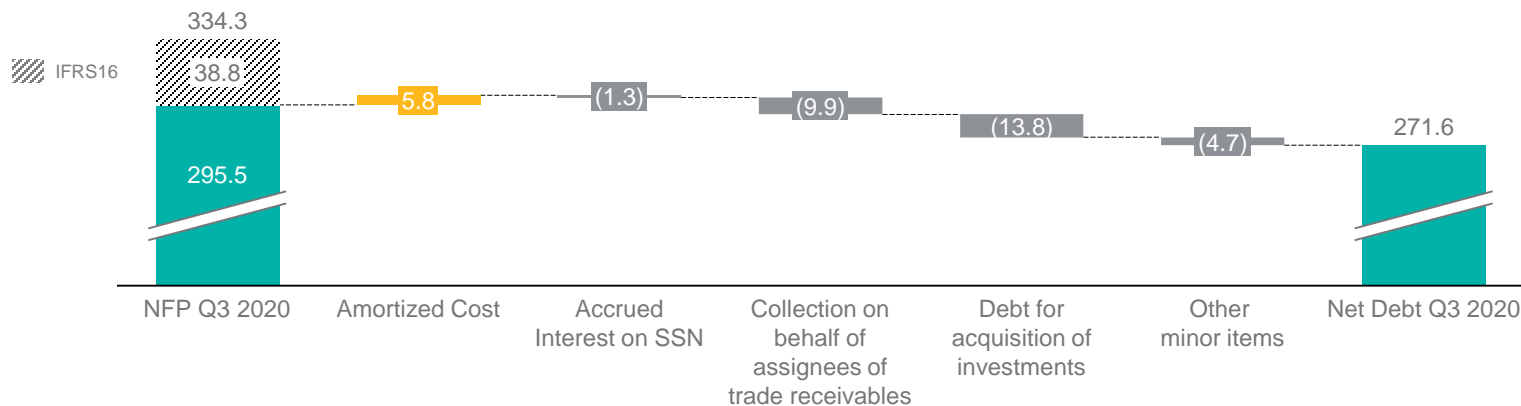 334.3
IFRS16
38.8
295.5
5.8
(1.3)
(9.9)
(13.8)
(4.7)
271.6
NFP Q3 2020
Amortized Cost
Accrued
Interest on SSN
Collection on
behalf of
assignees of
trade receivables
Debt for
acquisition of
investments
Other
minor items
Net Debt Q3 2020